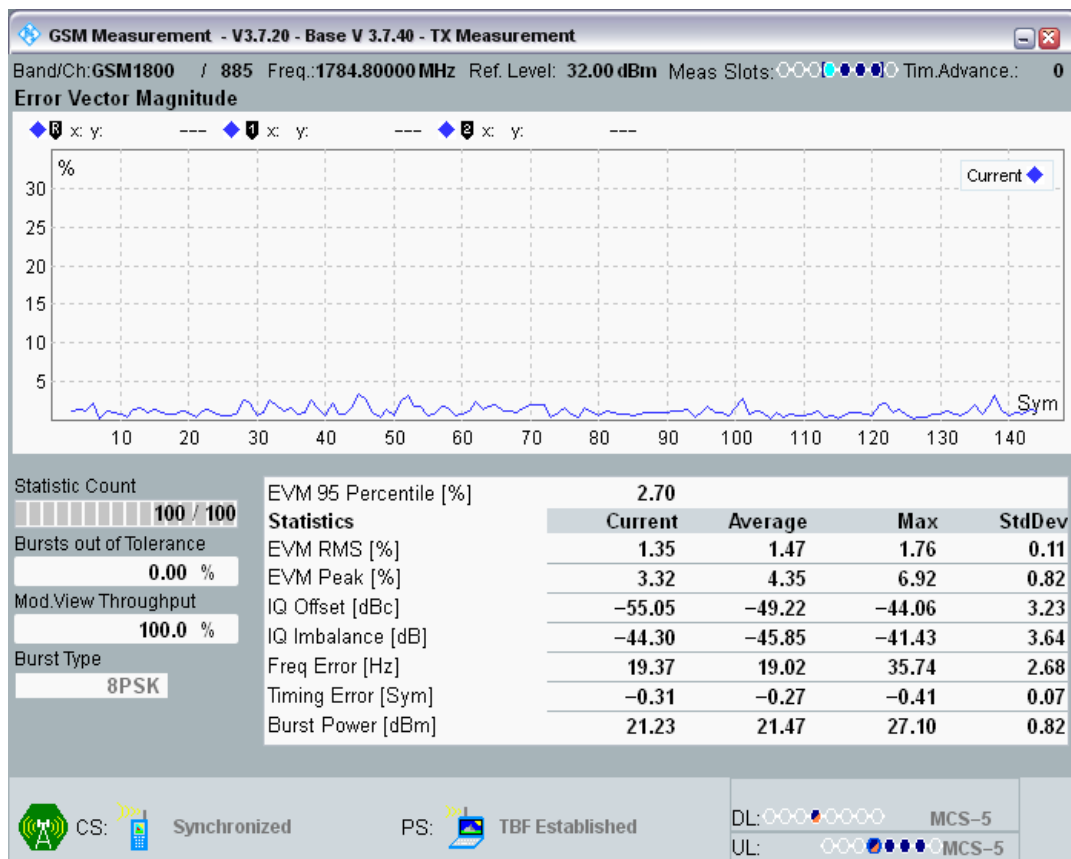 GSM Measurement - V3.7.20 - Base V 3.7.40 - TX Measurement
Band/Ch:GSM1800 / 885 Freq.:1784.80000 MHz Ref. Level: 32.00 dBm Meas Slots: Tim.Advance.: 0
Error Vector Magnitude
R x: y: --- 1 x: y: --- 2 x: y: ---
%
Current
30
25
20
15
10
5
Sym
10 20 30 40 50 60 70 80 90 100 110 120 130 140
Statistic Count
100 / 100
Bursts out of Tolerance
0.00 %
Mod.View Throughput
100.0 %
Burst Type
8PSK
EVM 95 Percentile [%] 2.70
Statistics Current Average Max StdDev
EVM RMS [%] 1.35 1.47 1.76 0.11
EVM Peak [%] 3.32 4.35 6.92 0.82
IQ Offset [dBc] −55.05 −49.22 −44.06 3.23
IQ Imbalance [dB] −44.30 −45.85 −41.43 3.64
Freq Error [Hz] 19.37 19.02 35.74 2.68
Timing Error [Sym] −0.31 −0.27 −0.41 0.07
Burst Power [dBm] 21.23 21.47 27.10 0.82
CS: Synchronized PS: TBF Established
DL: MCS−5
UL: MCS−5